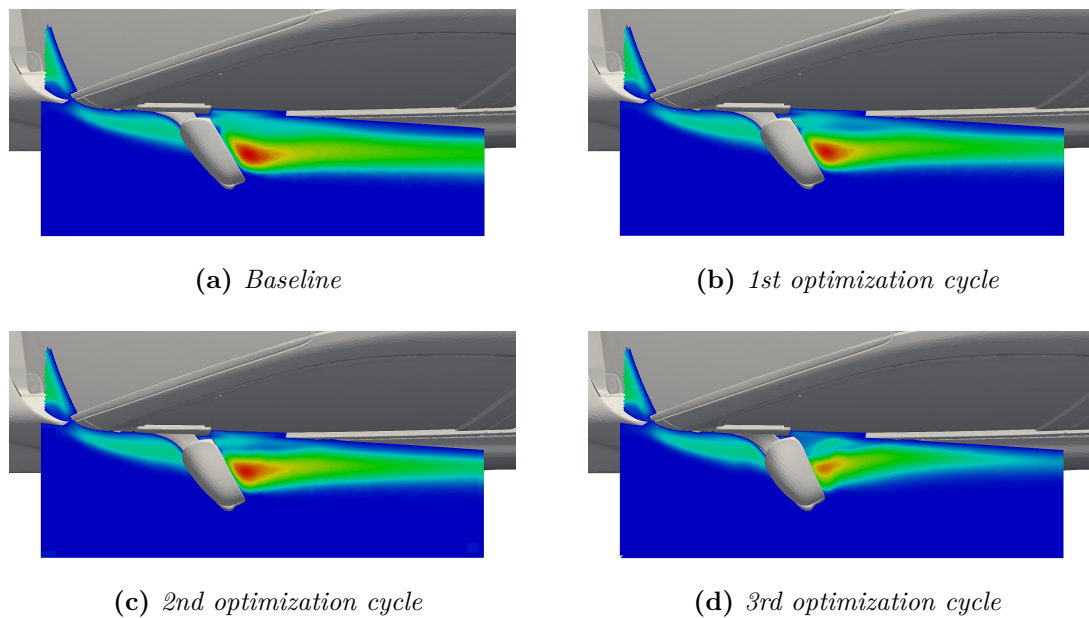 (a) Baseline
(b) 1st optimization cycle
(c) 2nd optimization cycle
(d) 3rd optimization cycle